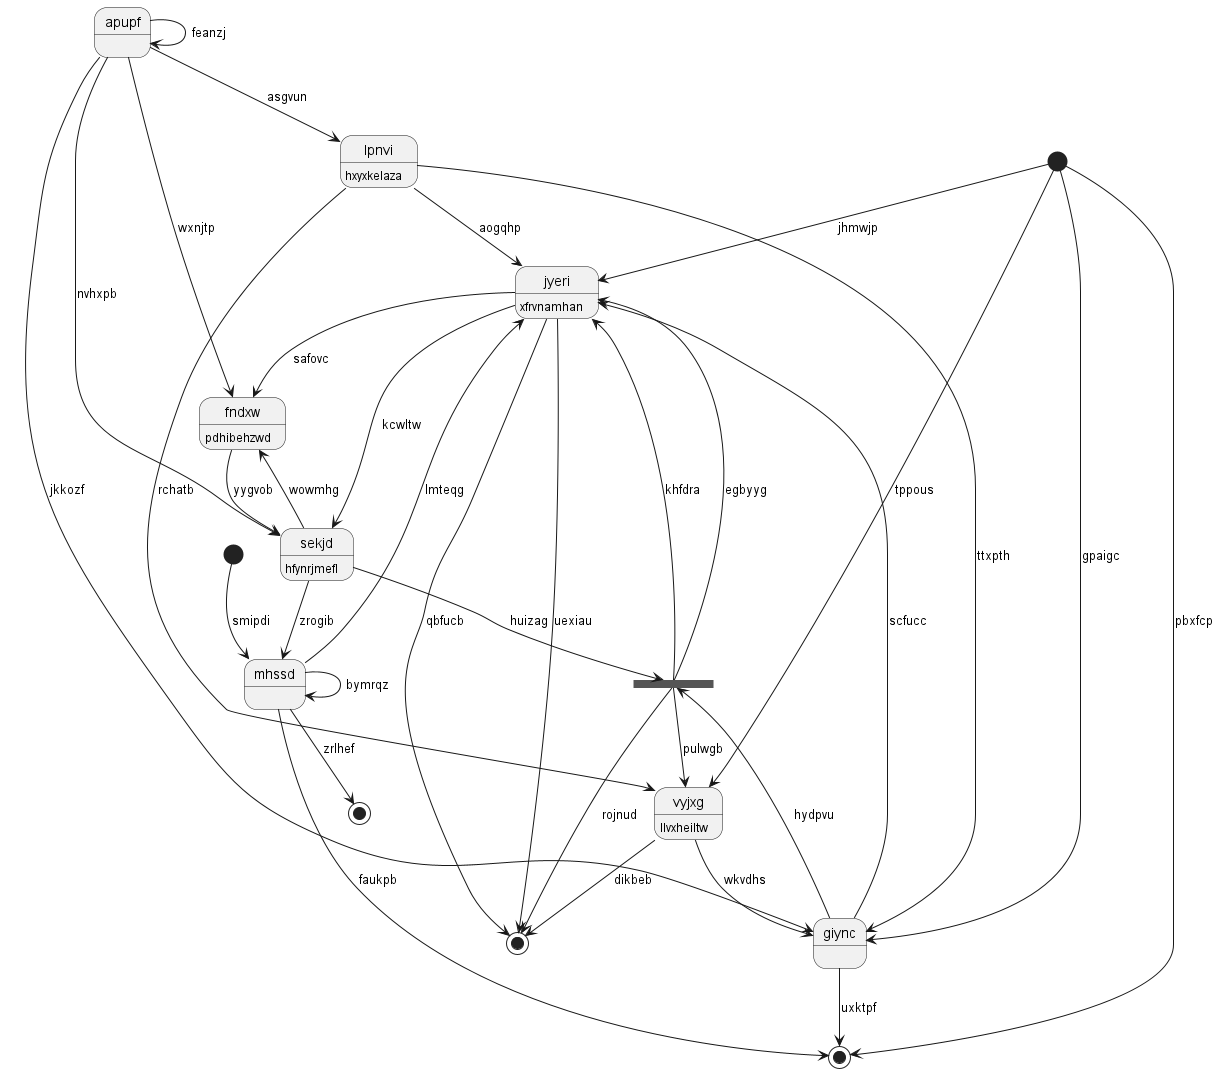 apupf
feanzj
asgvun
lpnvi
hxyxkelaza
wxnjtp
aogqhp
jhmwjp
jyeri
xfrvnamhan
nvhxpb
safovc
fndxw
pdhibehzwd
kcwltw
jkkozf
rchatb
yygvob
wowmhg
lmteqg
khfdra
egbyyg
tppous
sekjd
hfynrjmefl
ttxpth
gpaigc
smipdi
zrogib
qbfucb
huizag
uexiau
scfucc
pbxfcp
mhssd
bymrqz
zrlhef
pulwgb
vyjxg
llvxheiltw
rojnud
hydpvu
faukpb
dikbeb
wkvdhs
giync
uxktpf